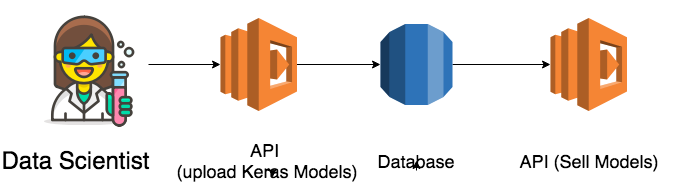 Data Scientist
API
(upload Keras Models)
Database
API (Sell Models)